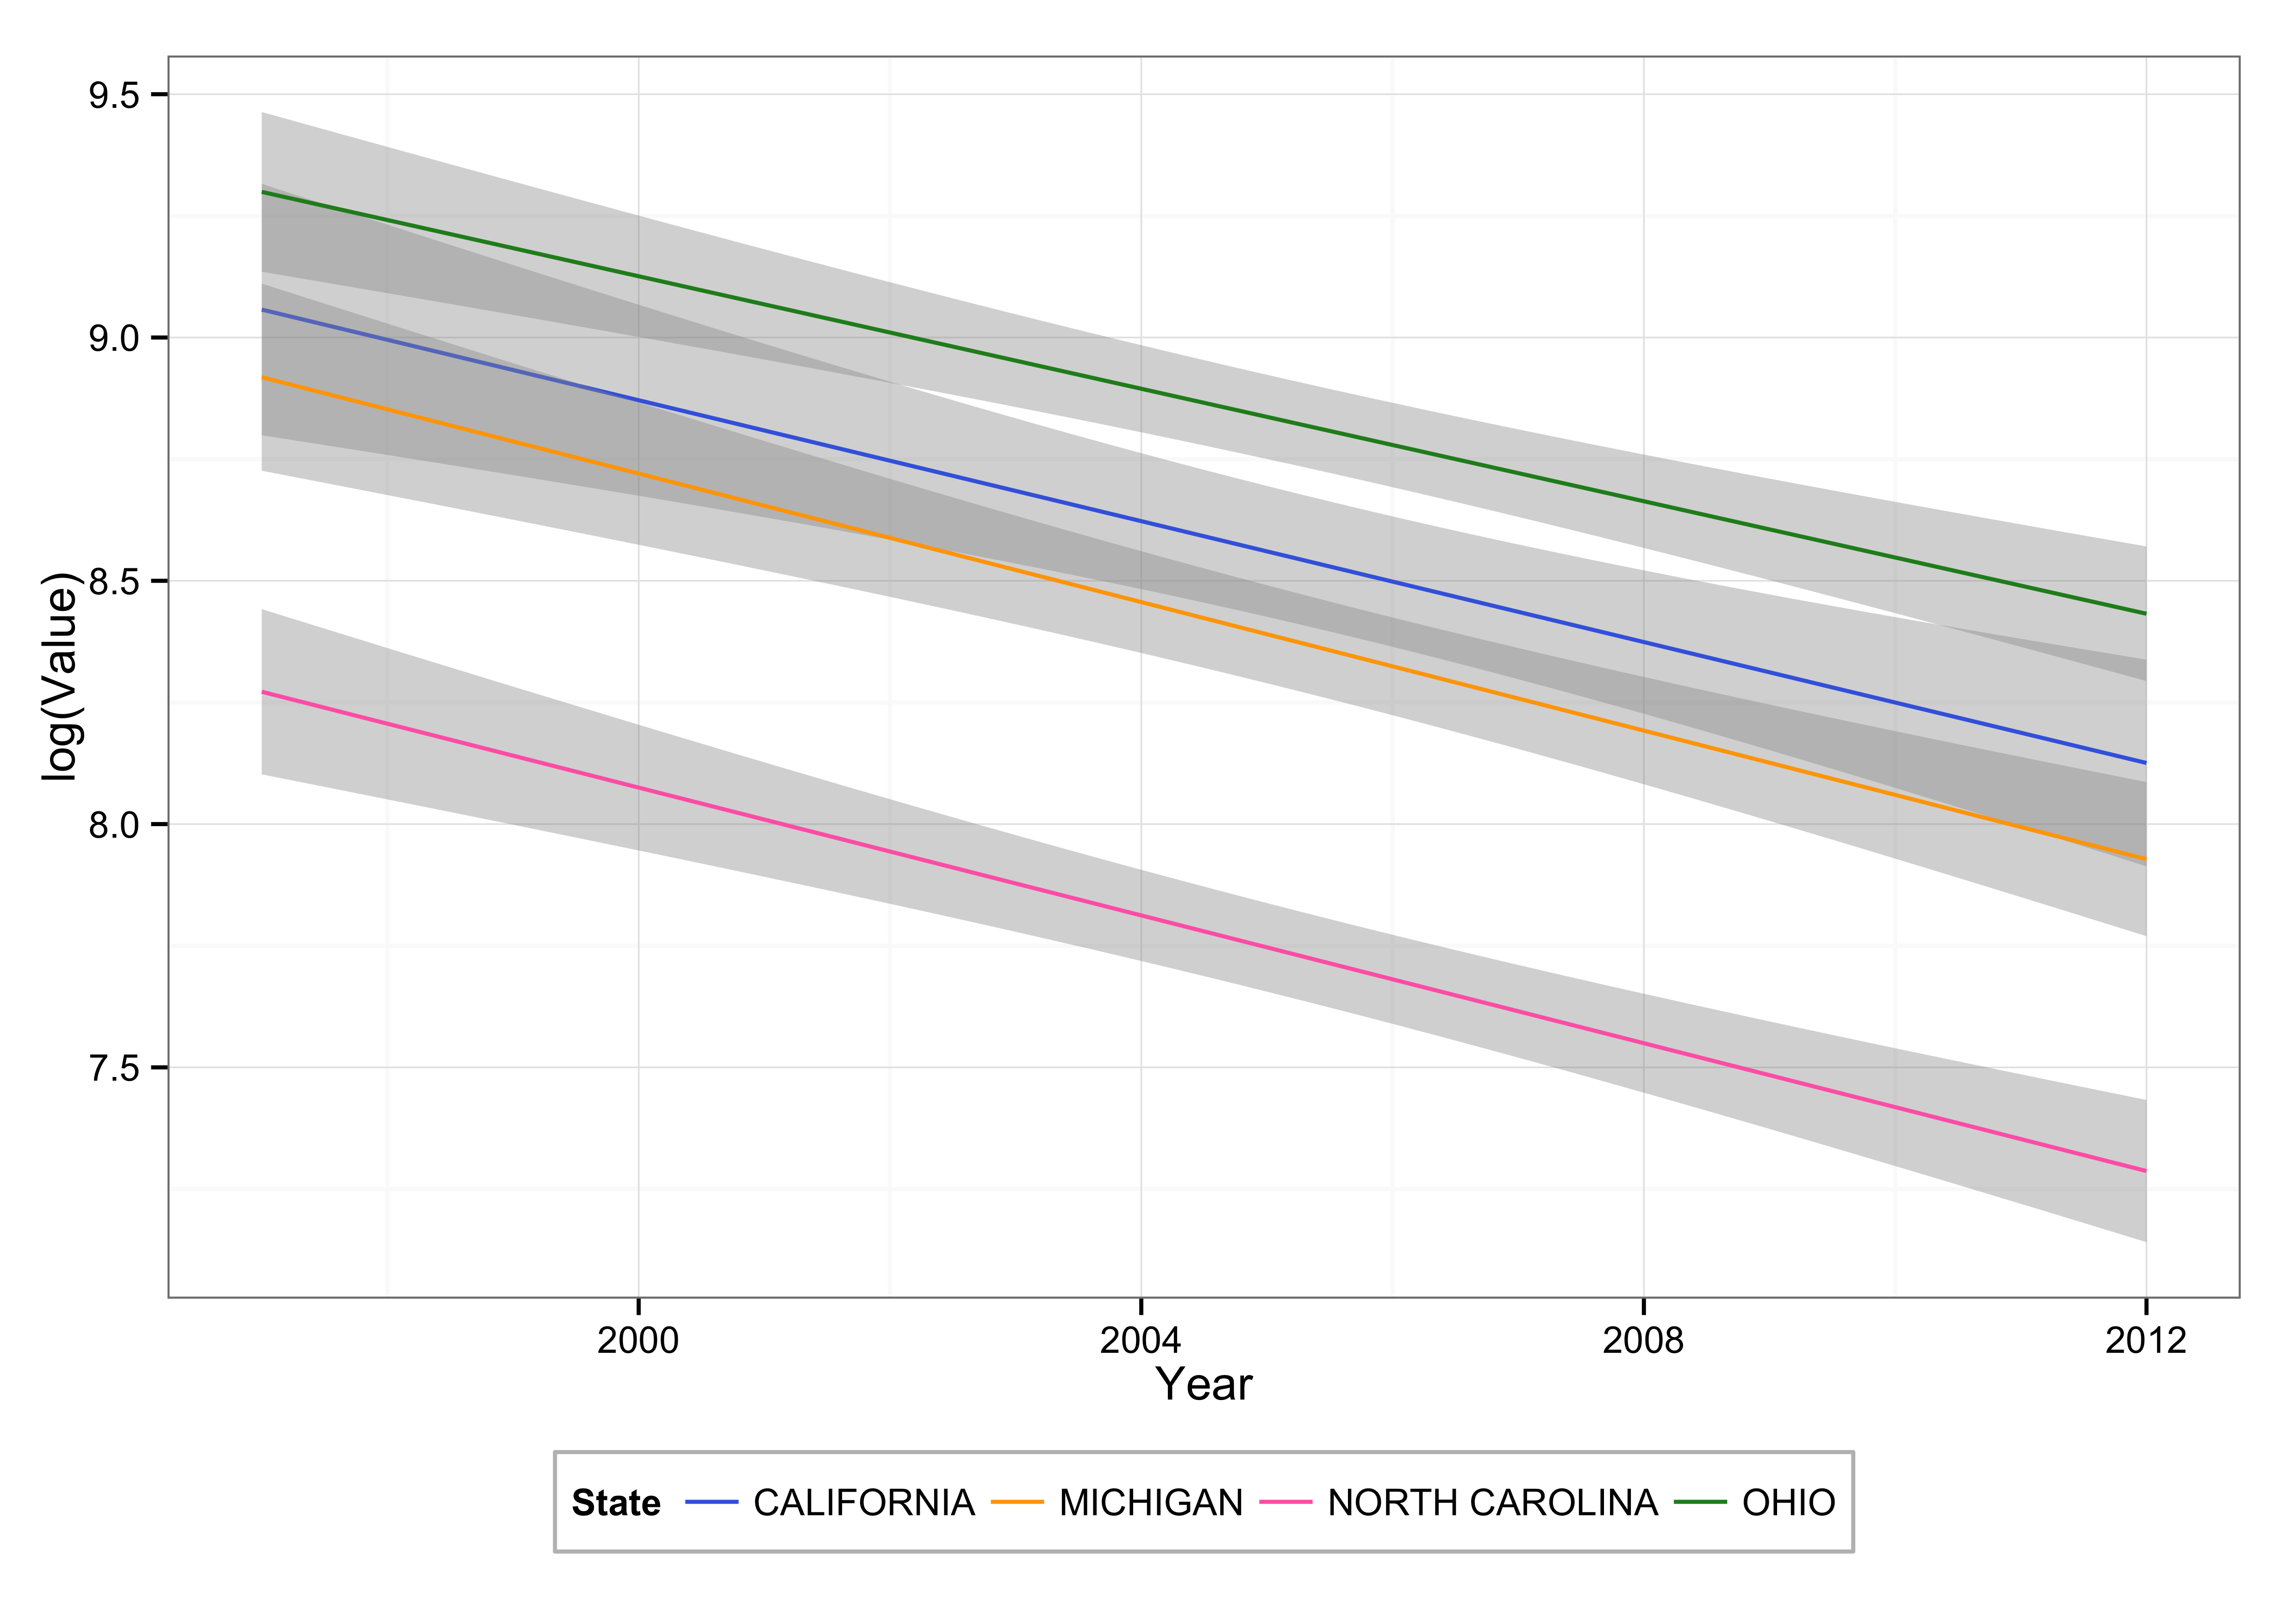 9.5
9.0
8.5
8.0
7.5
log(Value)
2000 2004 2008 2012
Year
State CALIFORNIA MICHIGAN NORTH CAROLINA OHIO